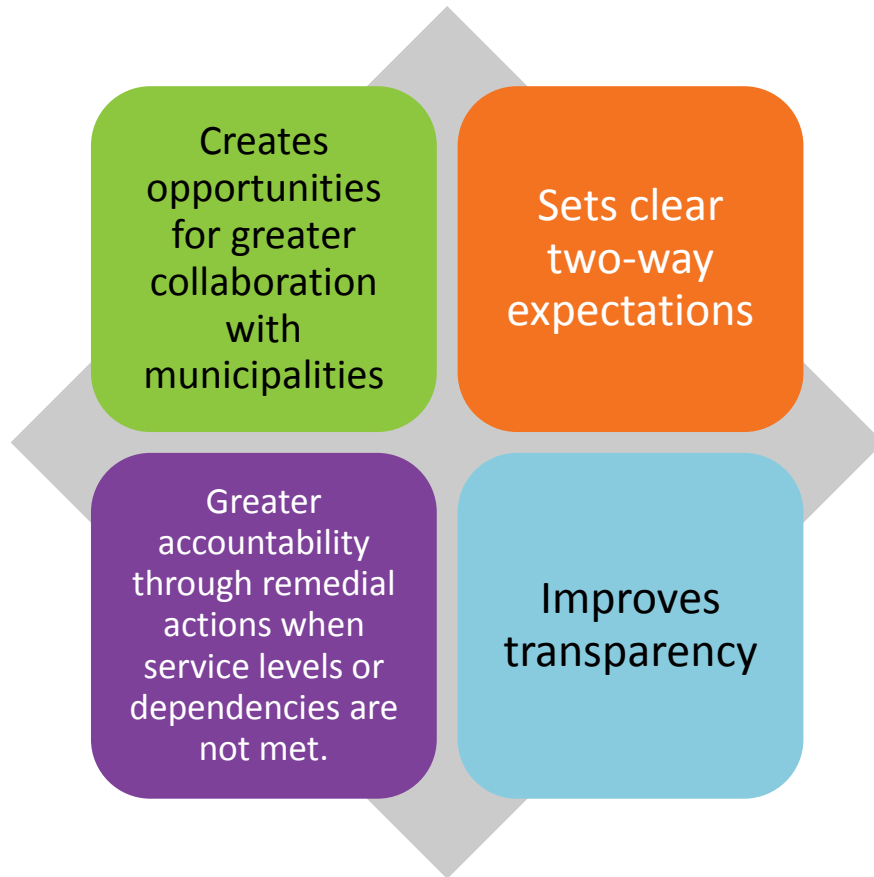 Creates
opportunities
for greater
collaboration
with
municipalities
Sets clear
two-way
expectations
Greater
accountability
through remedial
actions when
service levels or
dependencies are
not met.
Improves
transparency